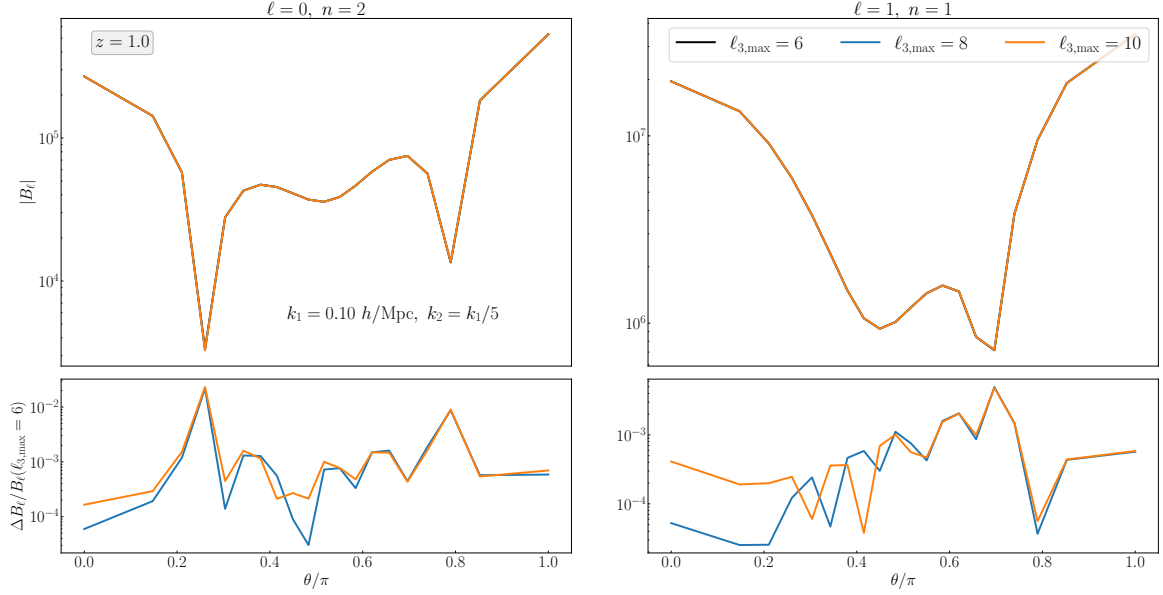 ℓ = 0, n = 2
ℓ = 1, n = 1
z = 1.0
ℓ3,max = 6
ℓ3,max = 8
ℓ3,max = 10
|Bℓ|
10^5
10^4
10^7
10^6
k1 = 0.10 h/Mpc, k2 = k1/5
ΔBℓ/Bℓ(ℓ3,max = 6)
10^−2
10^−3
10^−4
10^−3
10^−4
0.0 0.2 0.4 0.6 0.8 1.0
0.0 0.2 0.4 0.6 0.8 1.0
θ/π
θ/π